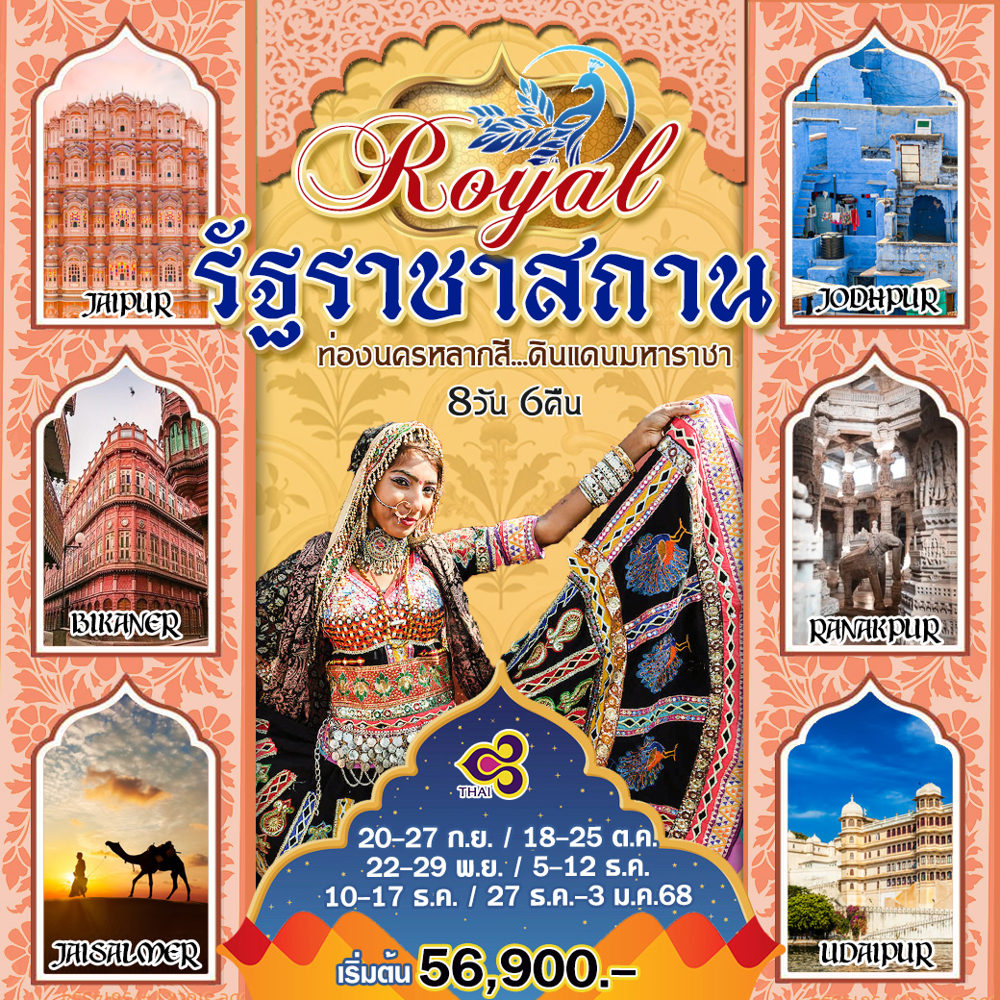 Royal
รัฐราชาสถาน
ท่องนครหลากสี...ดินแดนมหาราชา
8วัน 6คืน
JAIPUR
JODHPUR
BIKANER
RANAKPUR
JAISALMER
UDAIPUR
THAI
20-27 ก.ย. / 18-25 ต.ค.
22-29 พ.ย. / 5-12 ธ.ค.
10-17 ธ.ค. / 27 ธ.ค.-3 ม.ค.68
เริ่มต้น 56,900.-